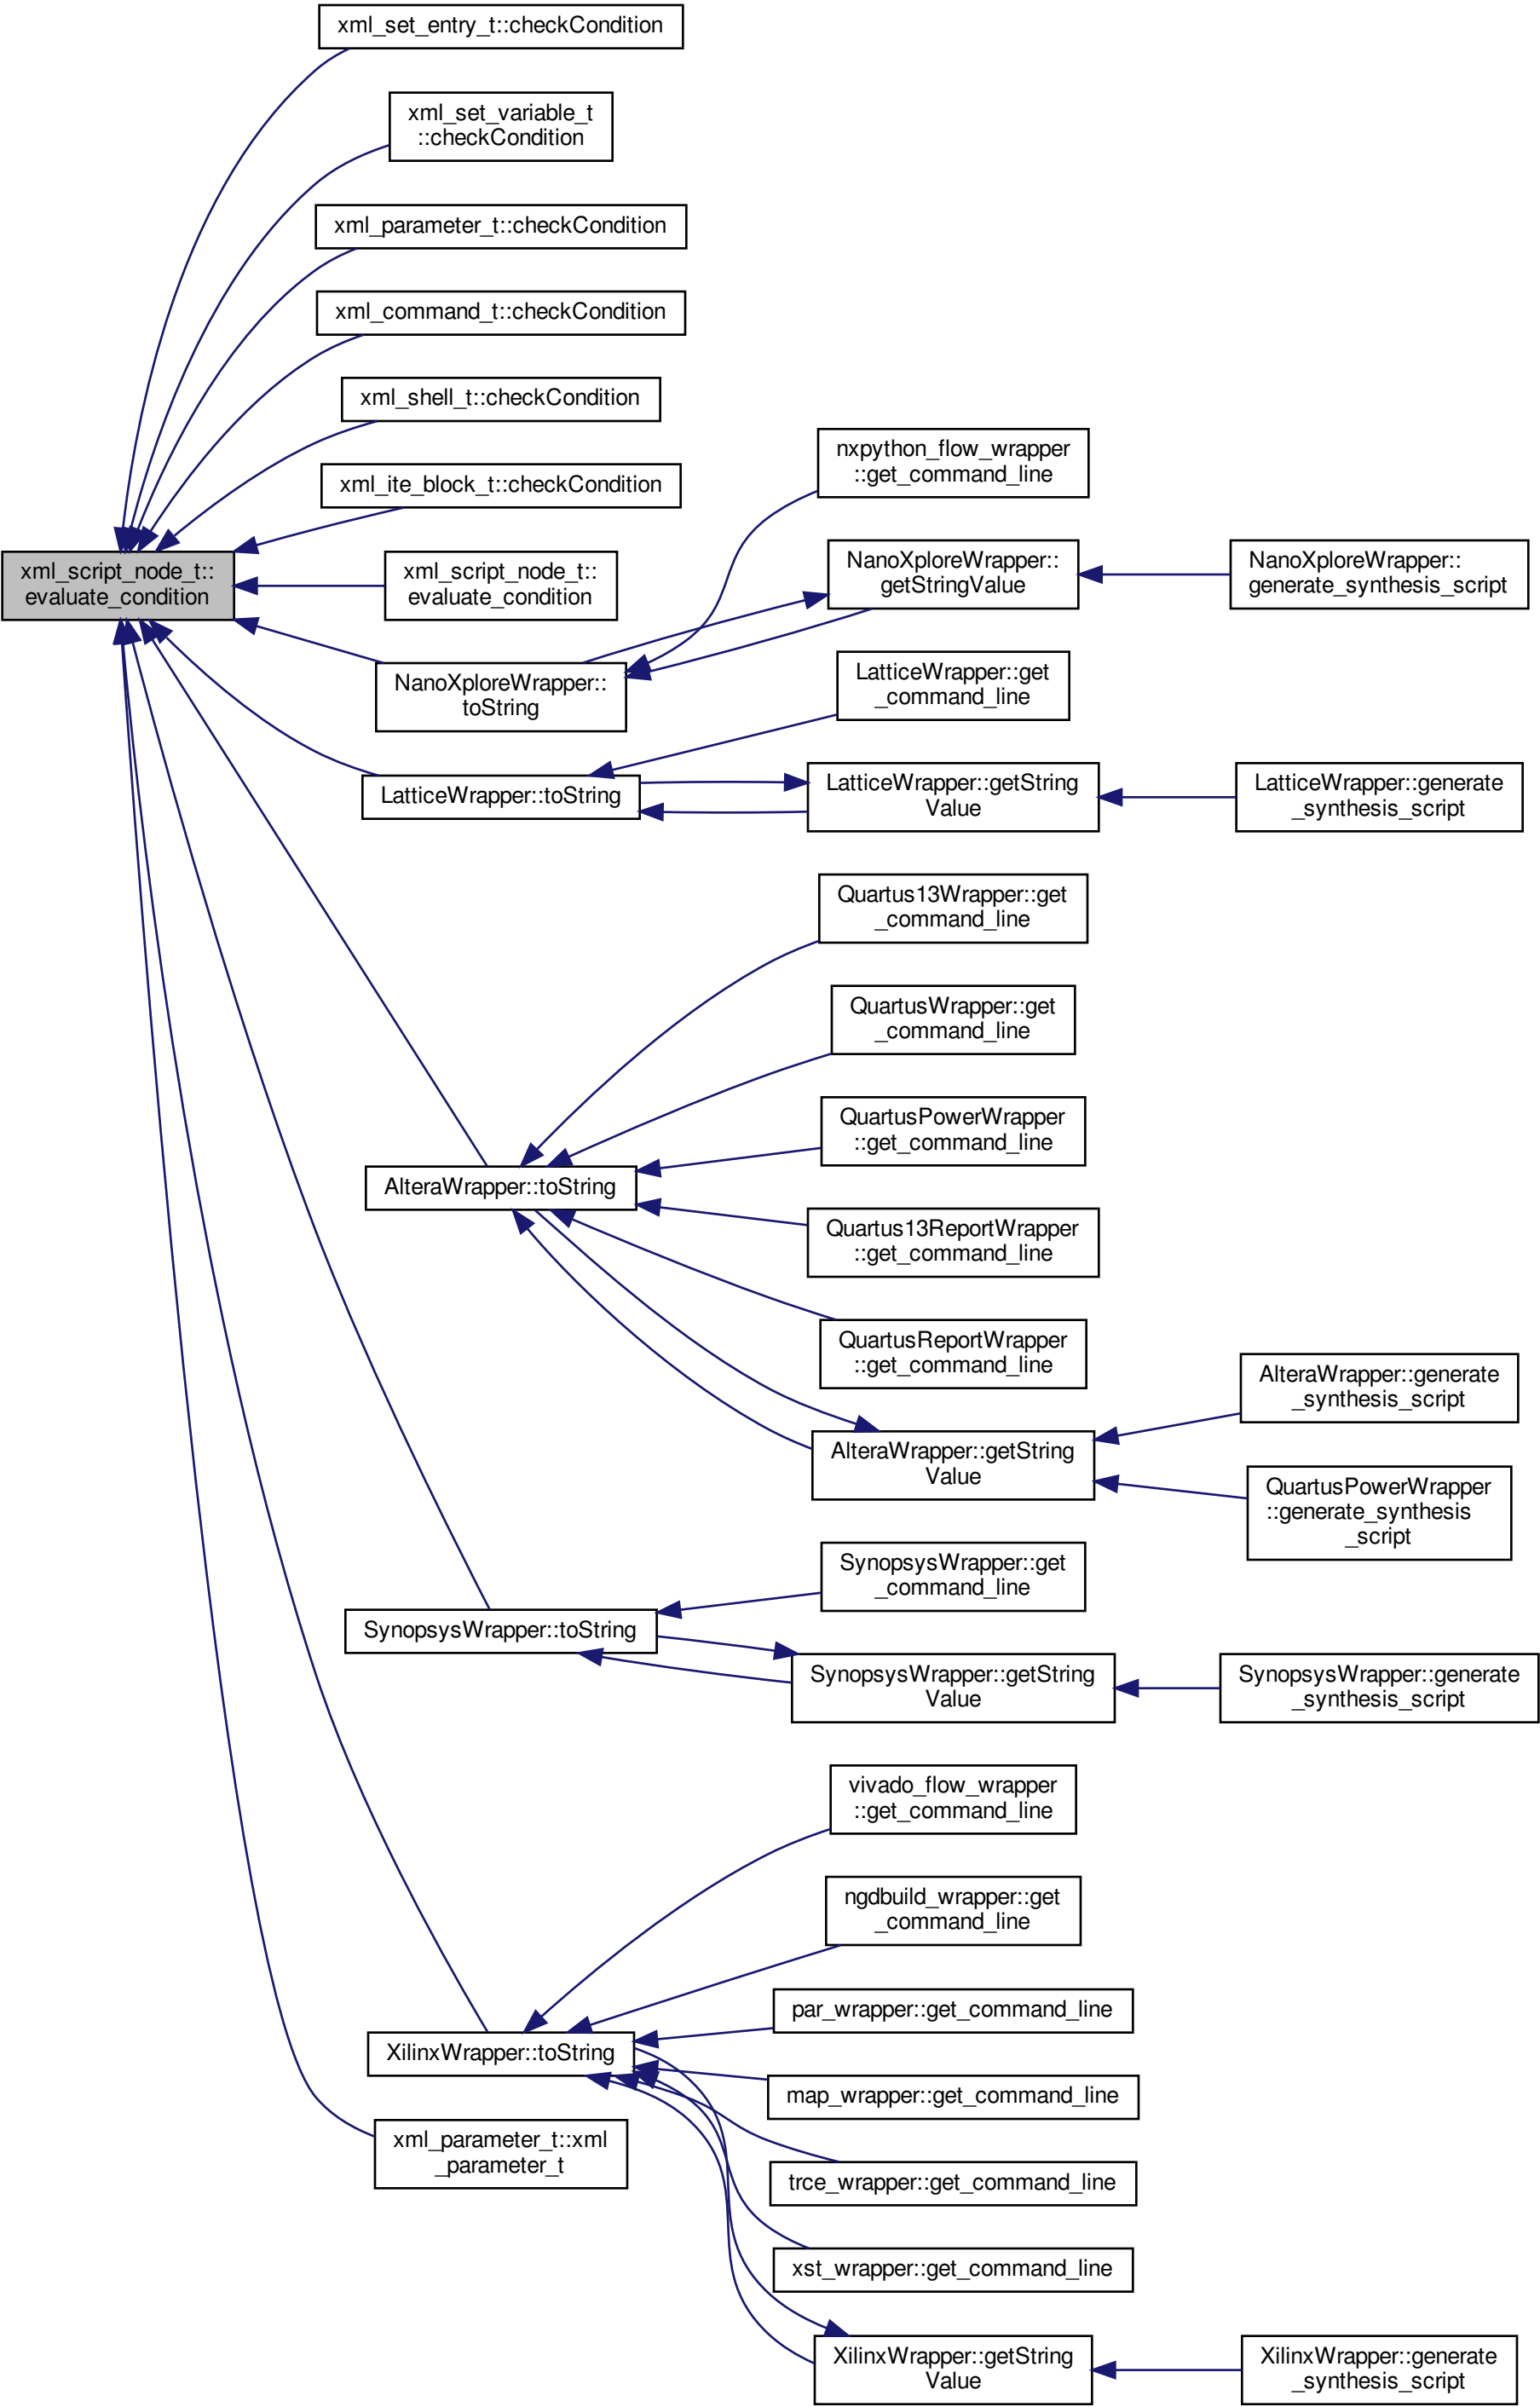 xml_set_entry_t::checkCondition
xml_set_variable_t
::checkCondition
xml_parameter_t::checkCondition
xml_command_t::checkCondition
xml_shell_t::checkCondition
xml_ite_block_t::checkCondition
xml_script_node_t::
evaluate_condition
xml_script_node_t::
evaluate_condition
NanoXploreWrapper::
toString
nxpython_flow_wrapper
::get_command_line
NanoXploreWrapper::
getStringValue
NanoXploreWrapper::
generate_synthesis_script
LatticeWrapper::get
_command_line
LatticeWrapper::toString
LatticeWrapper::getString
Value
LatticeWrapper::generate
_synthesis_script
Quartus13Wrapper::get
_command_line
QuartusWrapper::get
_command_line
QuartusPowerWrapper
::get_command_line
AlteraWrapper::toString
Quartus13ReportWrapper
::get_command_line
QuartusReportWrapper
::get_command_line
AlteraWrapper::getString
Value
AlteraWrapper::generate
_synthesis_script
QuartusPowerWrapper
::generate_synthesis
_script
SynopsysWrapper::get
_command_line
SynopsysWrapper::toString
SynopsysWrapper::getString
Value
SynopsysWrapper::generate
_synthesis_script
vivado_flow_wrapper
::get_command_line
ngdbuild_wrapper::get
_command_line
par_wrapper::get_command_line
XilinxWrapper::toString
map_wrapper::get_command_line
xml_parameter_t::xml
_parameter_t
trce_wrapper::get_command_line
xst_wrapper::get_command_line
XilinxWrapper::getString
Value
XilinxWrapper::generate
_synthesis_script